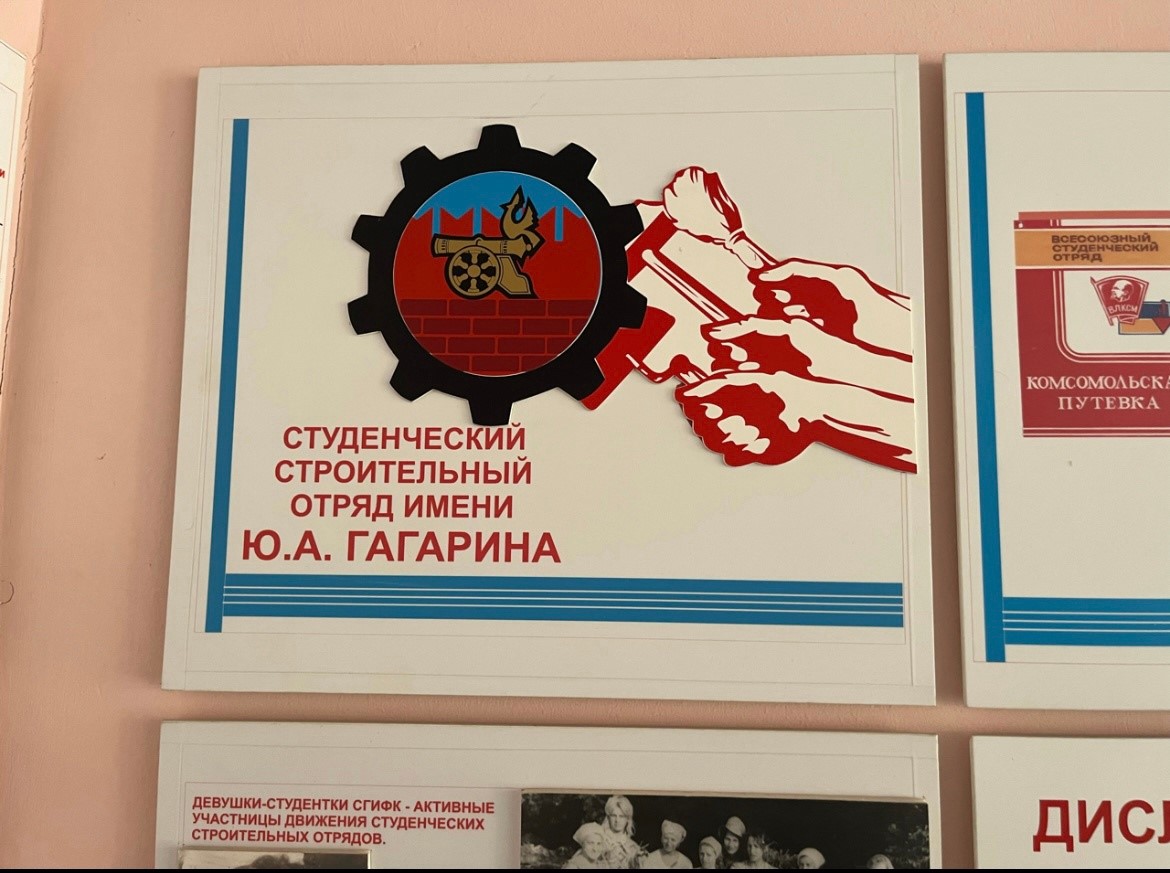 СТУДЕНЧЕСКИЙ
СТРОИТЕЛЬНЫЙ
ОТРЯД ИМЕНИ
Ю.А. ГАГАРИНА
ВСЕСОЮЗНЫЙ
СТУДЕНЧЕСКИЙ
ОТРЯД
ВЛКСМ
КОМСОМОЛЬСКА
ПУТЕВКА
ДЕВУШКИ-СТУДЕНТКИ СГИФК - АКТИВНЫЕ
УЧАСТНИЦЫ ДВИЖЕНИЯ СТУДЕНЧЕСКИХ
СТРОИТЕЛЬНЫХ ОТРЯДОВ.